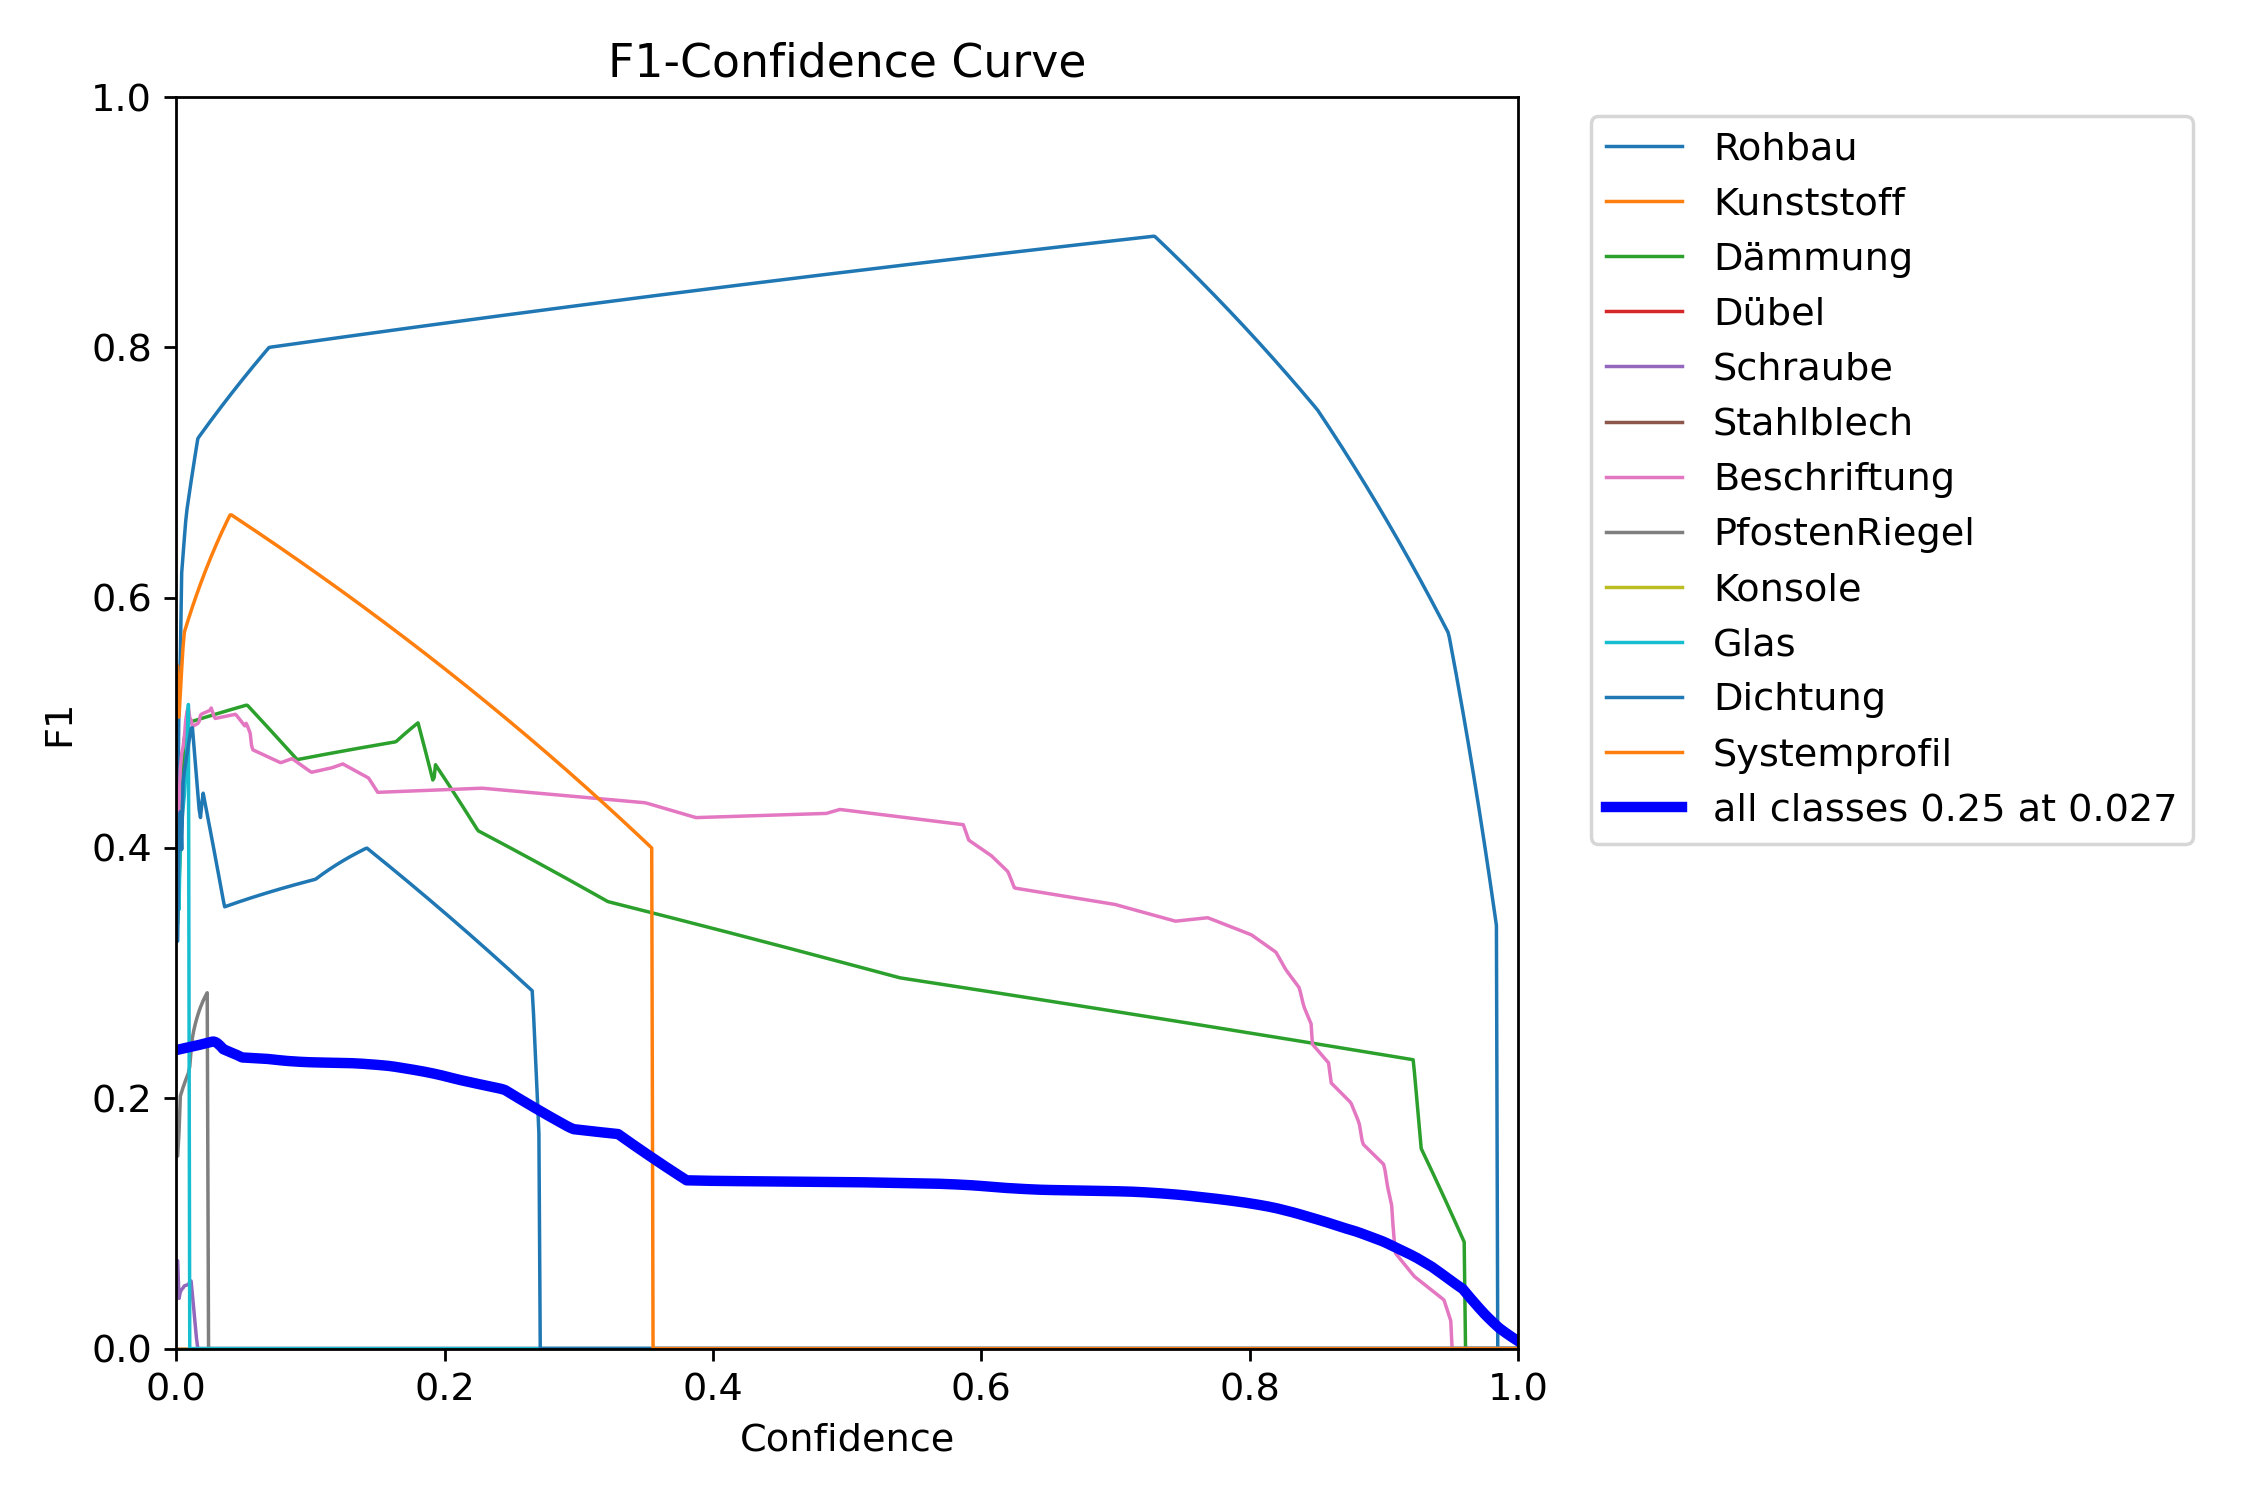 F1-Confidence Curve
1.0
0.8
0.6
0.4
0.2
0.0
F1
0.0 0.2 0.4 0.6 0.8 1.0
Confidence
Rohbau
Kunststoff
Dämmung
Dübel
Schraube
Stahlblech
Beschriftung
PfostenRiegel
Konsole
Glas
Dichtung
Systemprofil
all classes 0.25 at 0.027